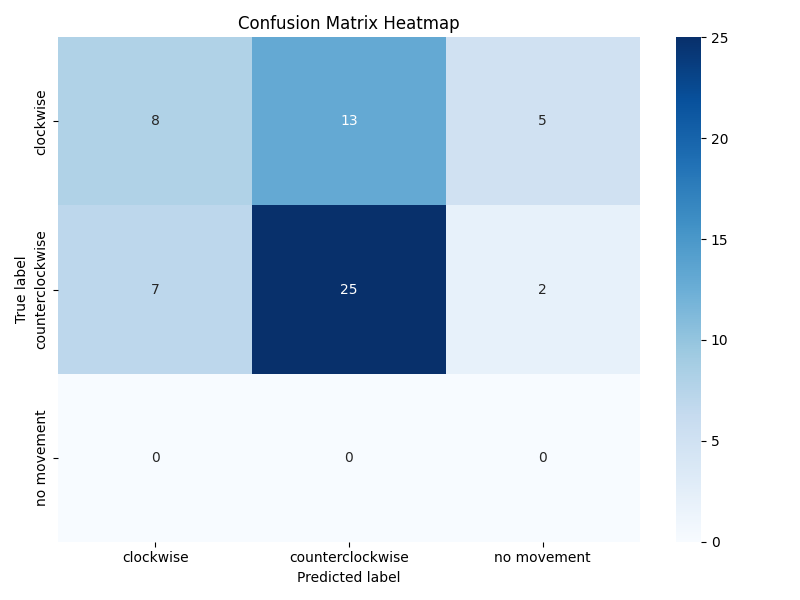 Confusion Matrix Heatmap
clockwise
8
13
5
25
20
15
10
5
0
True label
counterclockwise
7
25
2
no movement
0
0
0
clockwise
counterclockwise
no movement
Predicted label